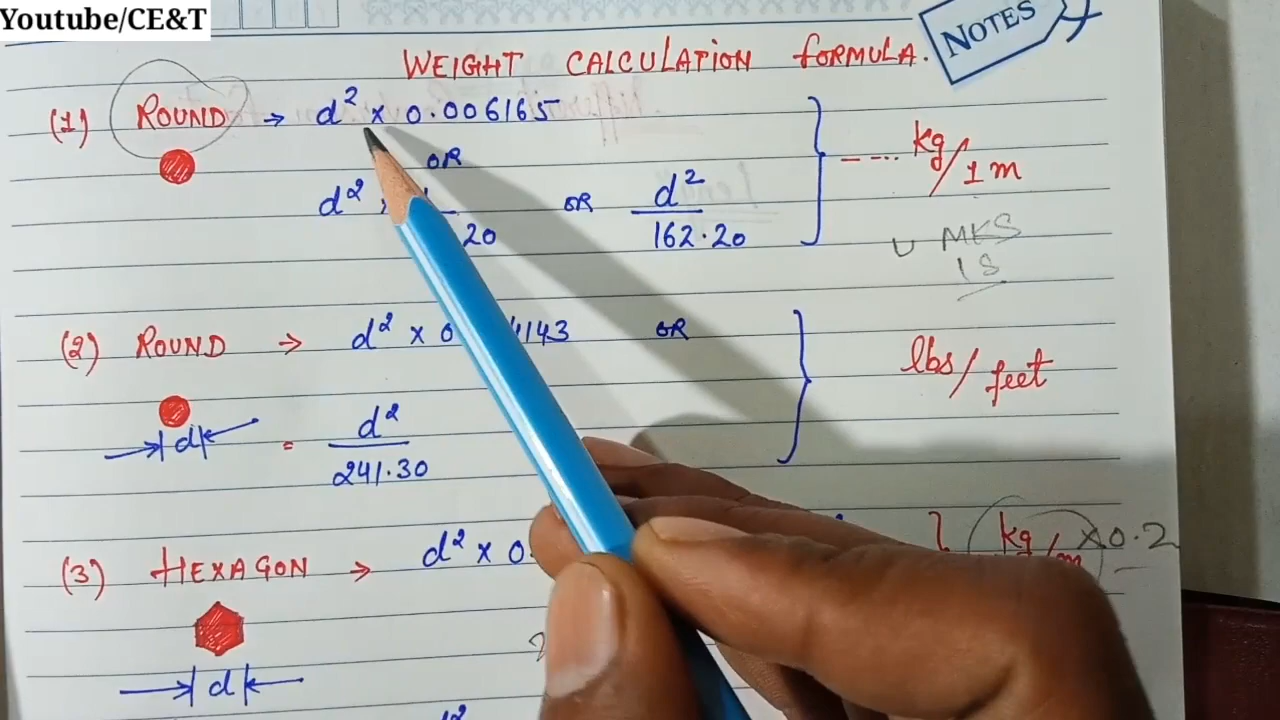 Youtube/CE&T
NOTES
WEIGHT CALCULATION FORMULA.
(1) ROUND → d² × 0.006165
OR
d² 20 OR d²/162.20
--... kg/1m
MKS
IS
(2) ROUND → d² × 0 4143 OR
lbs/feet
d
= d²/241.30
(3) HEXAGON → d² × 0.
kg/m ×0.2
d